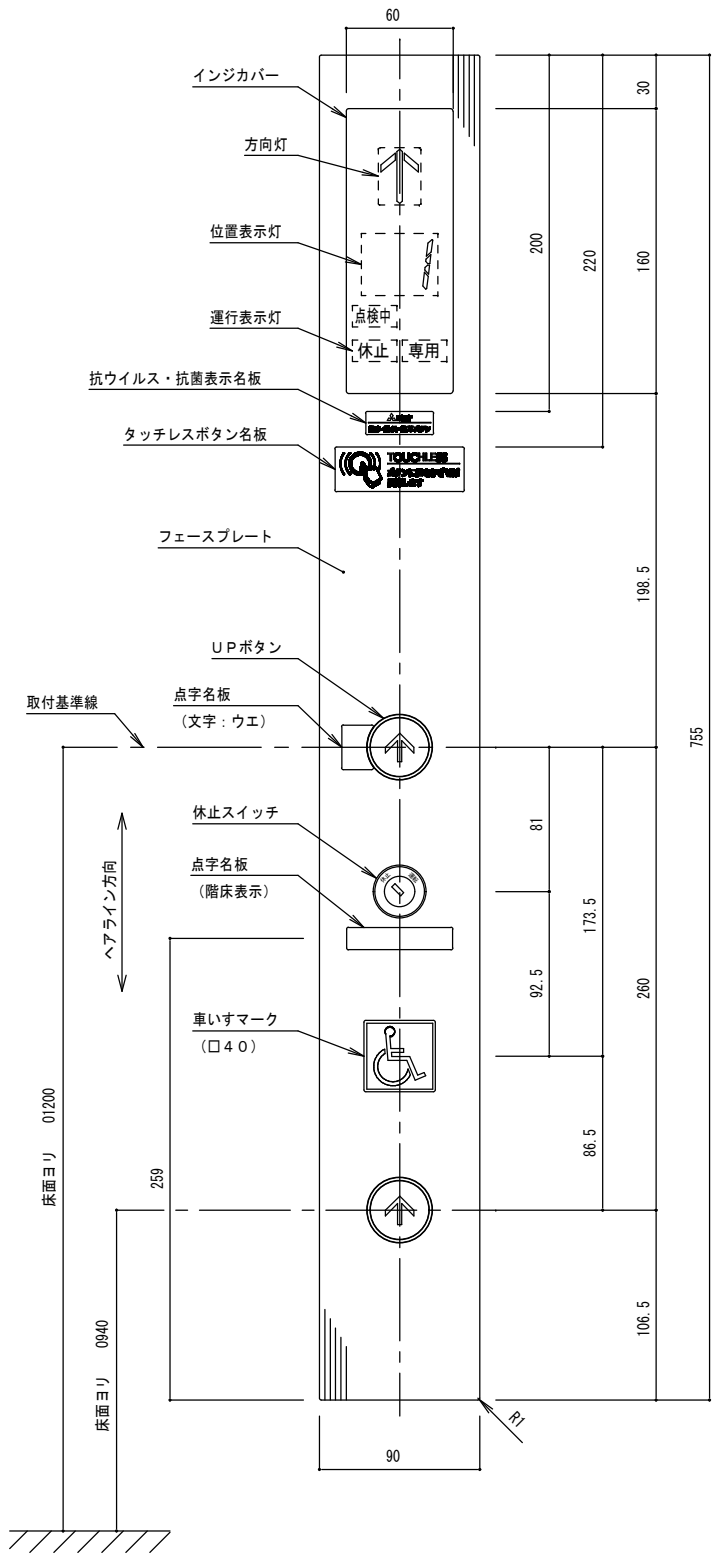 60
インジカバー
30
方向灯
位置表示灯
200
220
160
点検中
運行表示灯
休止
専用
抗ウイルス・抗菌表示名板
タッチレスボタン名板
TOUCHLESS
フェースプレート
198.5
UPボタン
点字名板
(文字:ウエ)
取付基準線
755
休止スイッチ
休止
運転
81
点字名板
(階床表示)
ヘアライン方向
173.5
92.5
260
車いすマーク
(□40)
床面ヨリ 01200
259
86.5
床面ヨリ 0940
106.5
R1
90